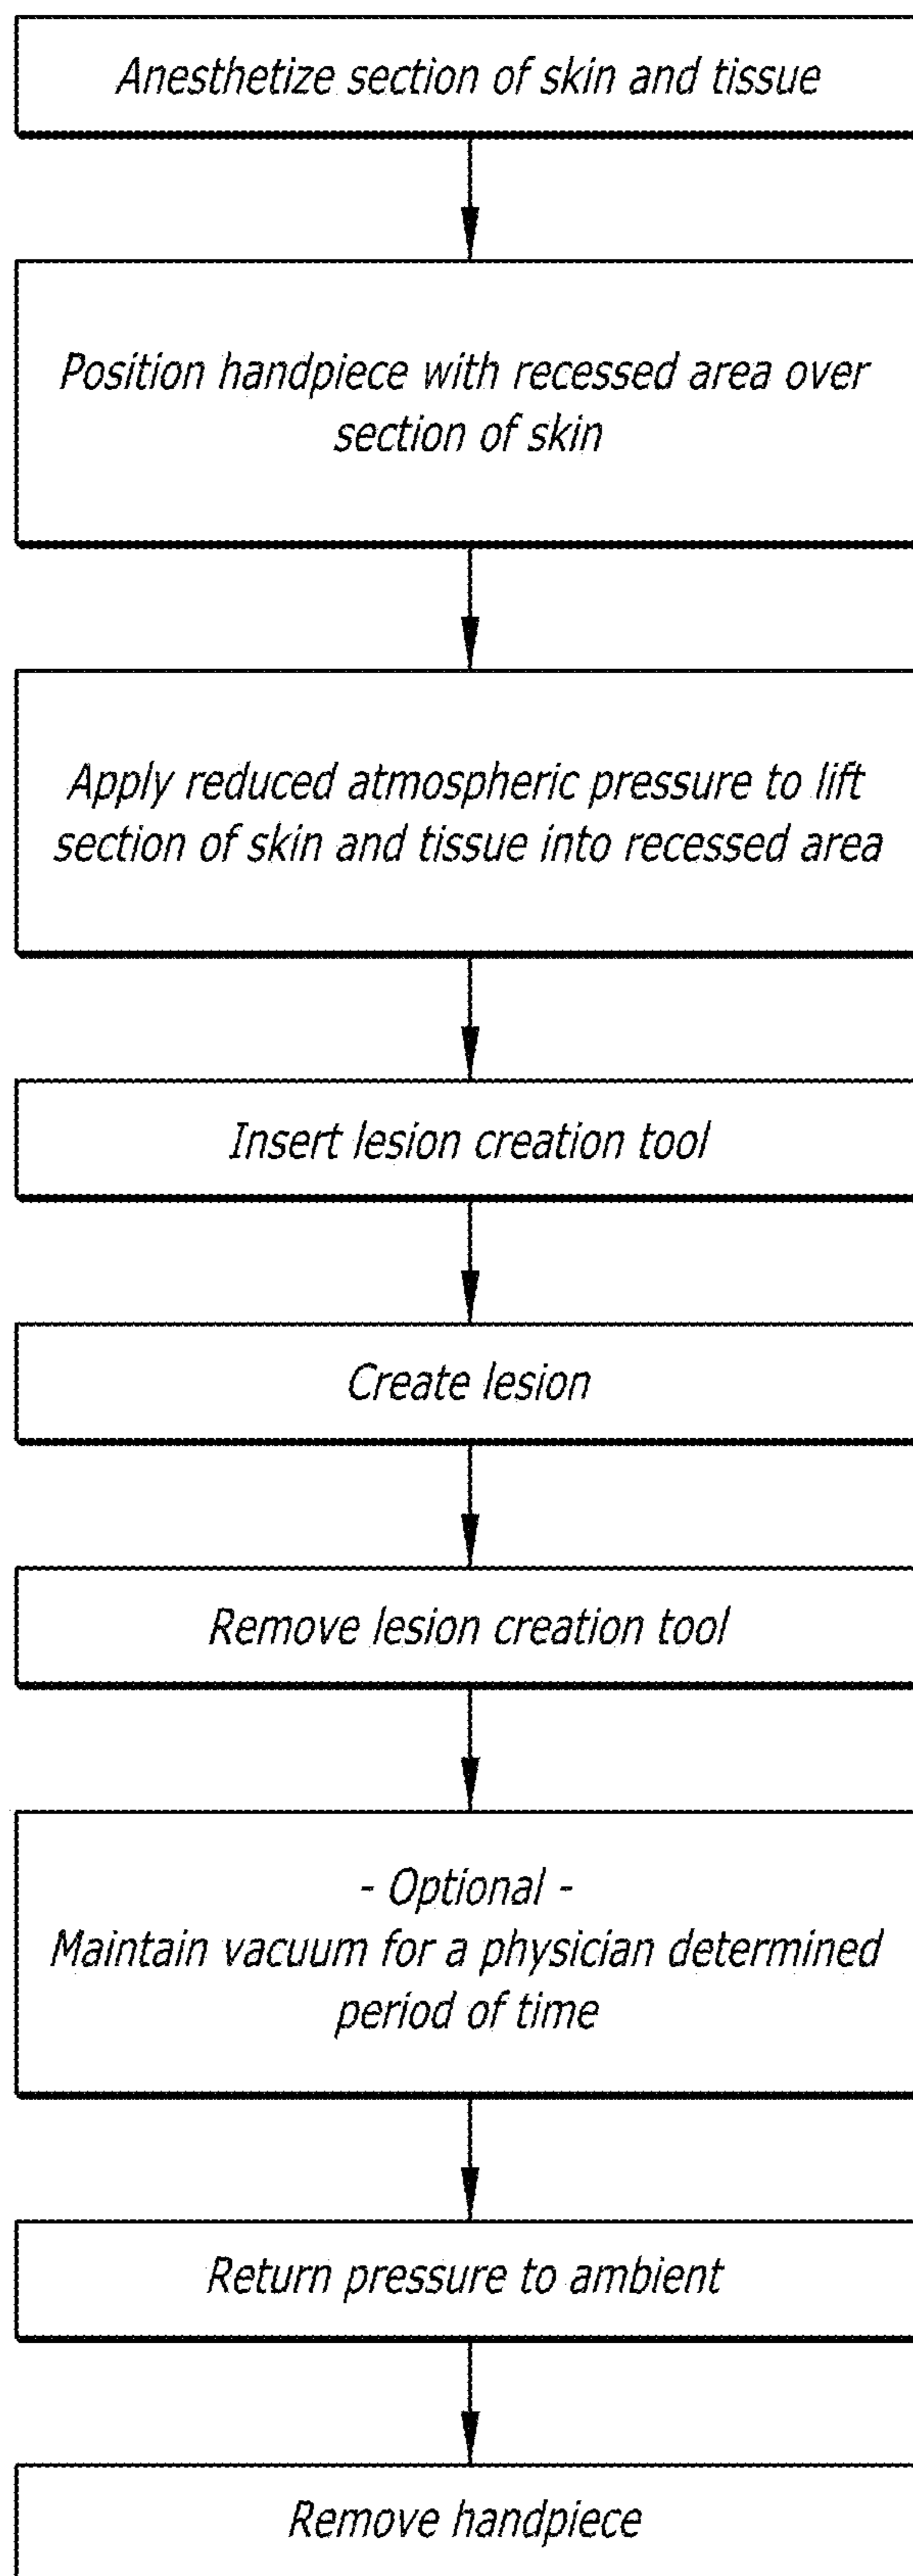 Anesthetize section of skin and tissue
Position handpiece with recessed area over
section of skin
Apply reduced atmospheric pressure to lift
section of skin and tissue into recessed area
Insert lesion creation tool
Create lesion
Remove lesion creation tool
- Optional -
Maintain vacuum for a physician determined
period of time
Return pressure to ambient
Remove handpiece